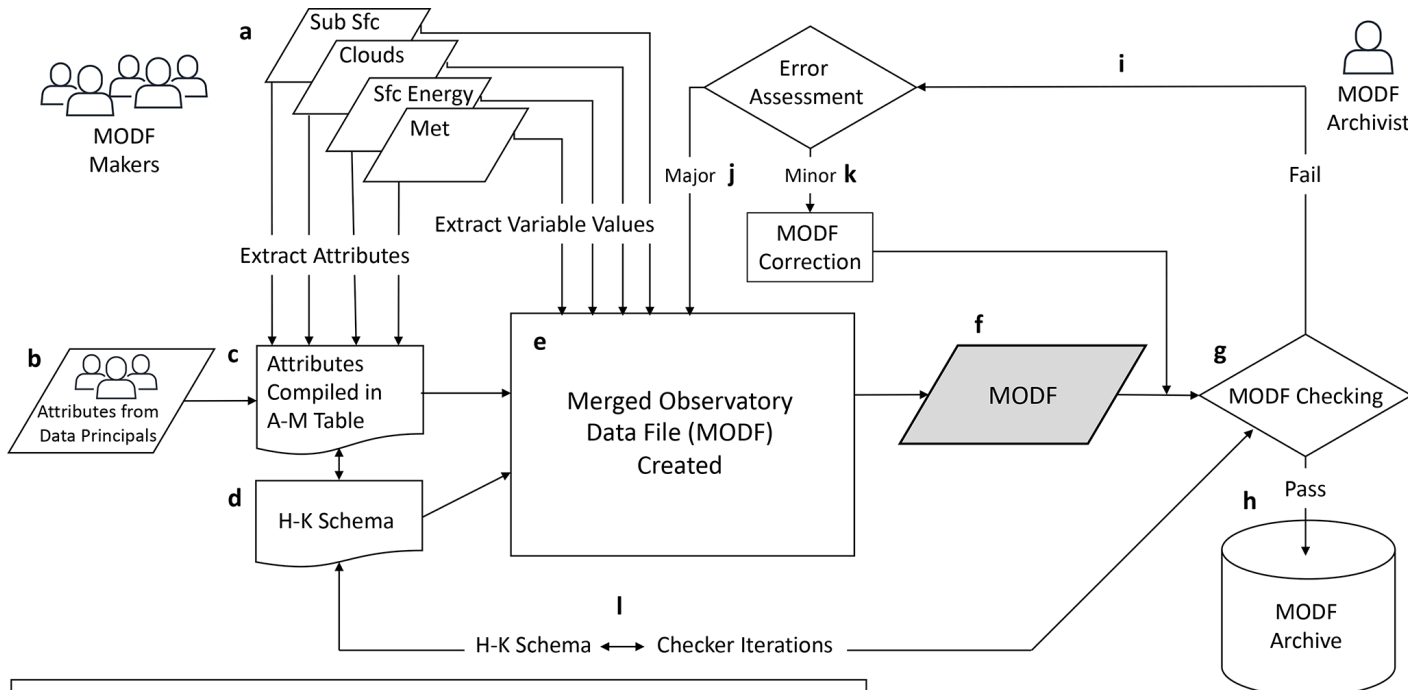 a
Sub Sfc
Clouds
Sfc Energy
Met
MODF
Makers
Error
Assessment
i
MODF
Archivist
Major j
Minor k
Fail
Extract Variable Values
Extract Attributes
MODF
Correction
b
Attributes from
Data Principals
c
Attributes
Compiled in
A-M Table
d
H-K Schema
e
Merged Observatory
Data File (MODF)
Created
f
MODF
g
MODF Checking
Pass
h
MODF
Archive
l
H-K Schema
Checker Iterations